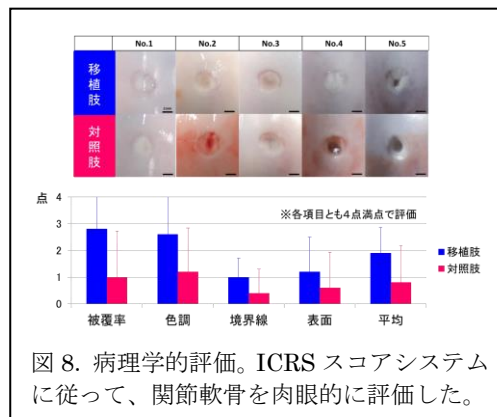 No.1 No.2 No.3 No.4 No.5
移植肢
対照肢
点 4
※各項目とも4点満点で評価
3
2
1
0
移植肢
対照肢
被覆率 色調 境界線 表面 平均
図 8. 病理学的評価。ICRS スコアシステム
に従って、関節軟骨を肉眼的に評価した。